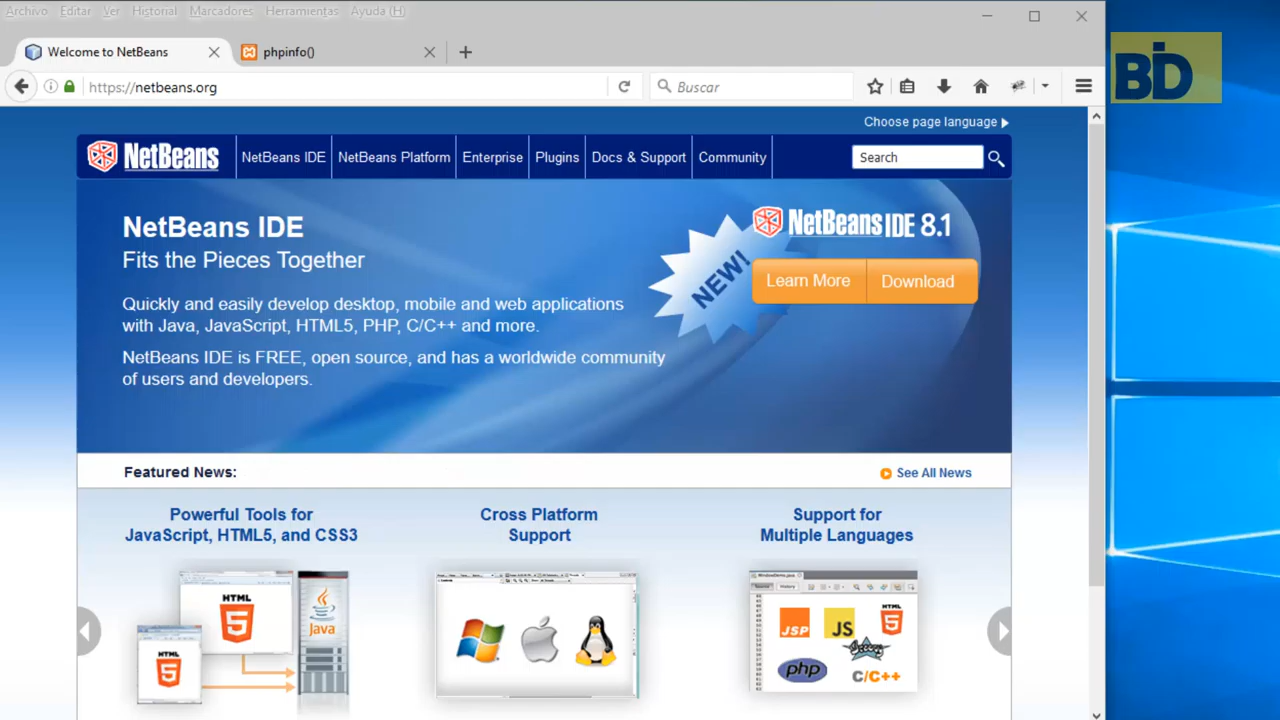 Archivo Editar Ver Historial Marcadores Herramientas Ayuda (H)
Welcome to NetBeans
phpinfo()
https://netbeans.org
Buscar
BID
Choose page language
NetBeans
NetBeans IDE
NetBeans Platform
Enterprise
Plugins
Docs & Support
Community
Search
NetBeans IDE
Fits the Pieces Together
Quickly and easily develop desktop, mobile and web applications
with Java, JavaScript, HTML5, PHP, C/C++ and more.
NetBeans IDE is FREE, open source, and has a worldwide community
of users and developers.
NEW!
NetBeans IDE 8.1
Learn More
Download
Featured News:
See All News
Powerful Tools for
JavaScript, HTML5, and CSS3
Cross Platform
Support
Support for
Multiple Languages
HTML
5
HTML
5
Java
JSP
JS
HTML
5
php
C/C++